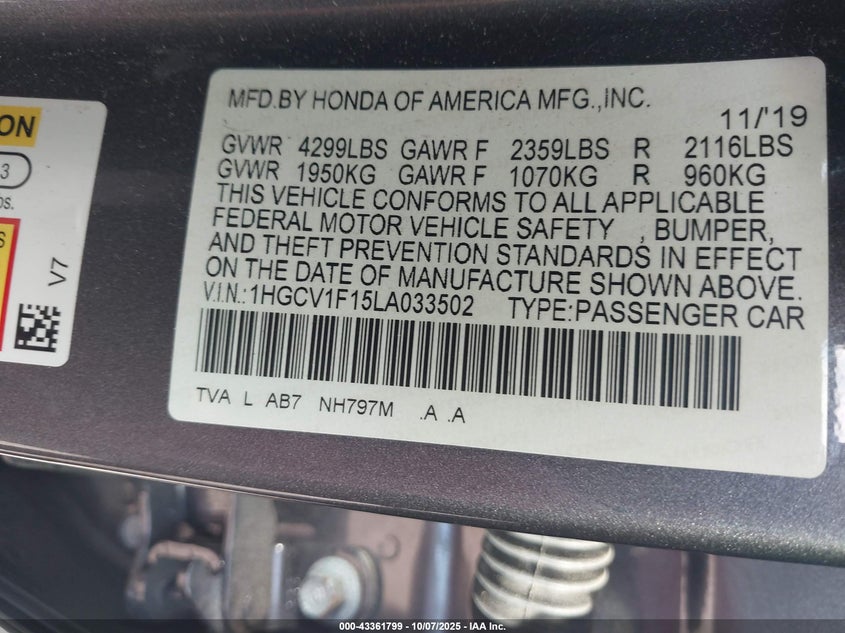 ON
3
bs.
S
V7
MFD.BY HONDA OF AMERICA MFG.,INC.
11/'19
GVWR 4299LBS GAWR F 2359LBS R 2116LBS
GVWR 1950KG GAWR F 1070KG R 960KG
THIS VEHICLE CONFORMS TO ALL APPLICABLE
FEDERAL MOTOR VEHICLE SAFETY , BUMPER,
AND THEFT PREVENTION STANDARDS IN EFFECT
ON THE DATE OF MANUFACTURE SHOWN ABOVE.
V.I.N.:1HGCV1F15LA033502 TYPE:PASSENGER CAR
TVA L AB7 NH797M .A .A
000-43361799 - 10/07/2025 - IAA Inc.